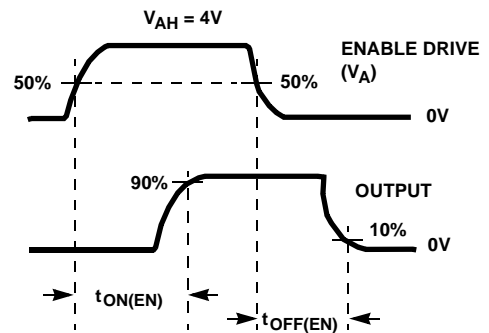 V_AH = 4V
ENABLE DRIVE
(V_A)
50%
50%
0V
90%
OUTPUT
10%
0V
t_ON(EN)
t_OFF(EN)